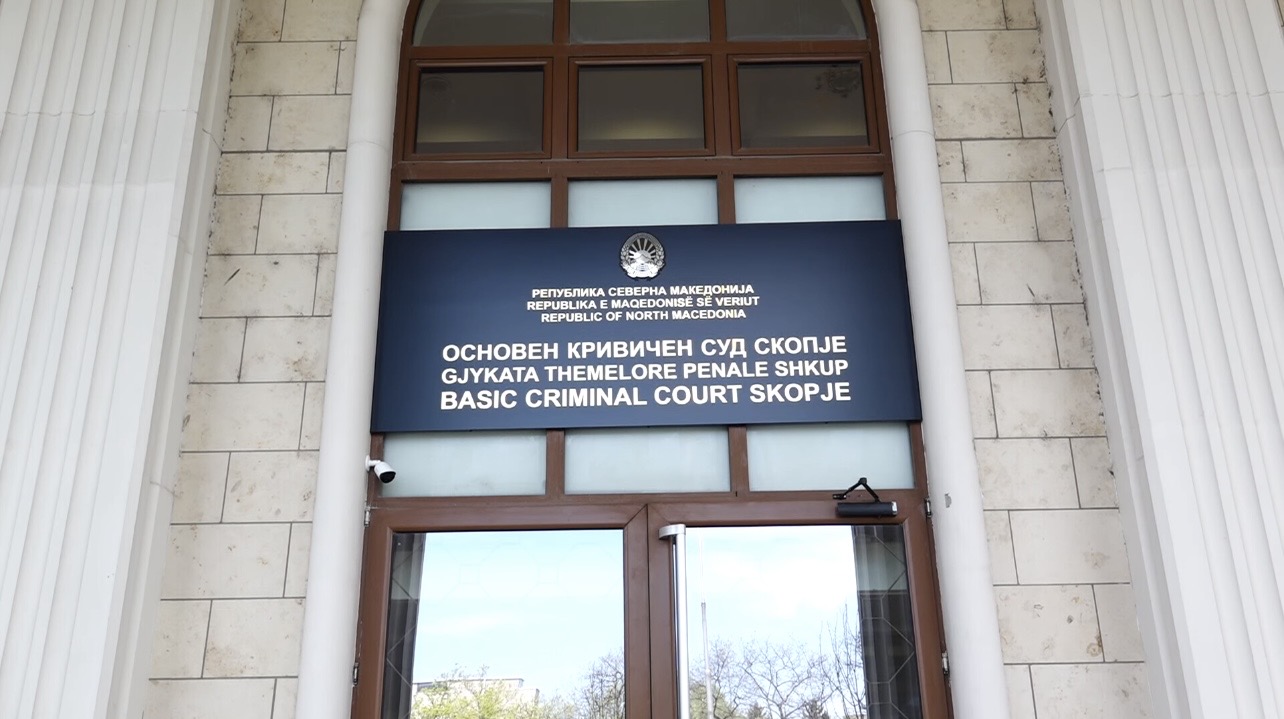 РЕПУБЛИКА СЕВЕРНА МАКЕДОНИЈА
REPUBLIKA E MAQEDONISË SË VERIUT
REPUBLIC OF NORTH MACEDONIA
ОСНОВЕН КРИВИЧЕН СУД СКОПЈЕ
GJYKATA THEMELORE PENALE SHKUP
BASIC CRIMINAL COURT SKOPJE